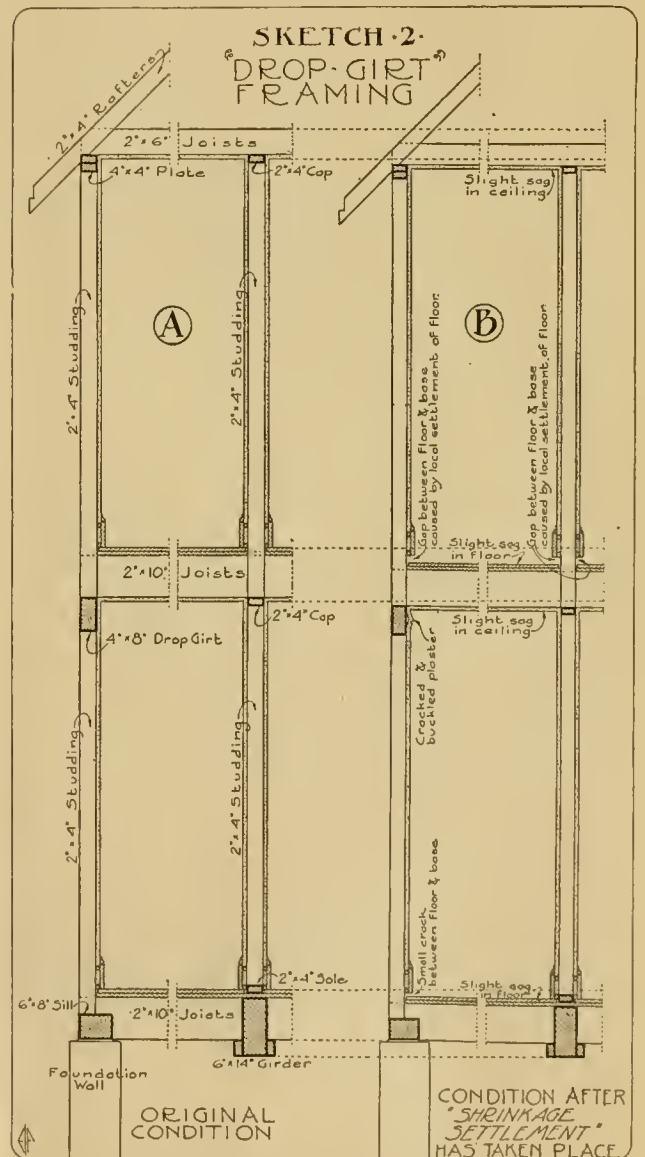 SKETCH ·2·
"DROP-GIRT"
FRAMING
2"x4" Rafters
2"x6" Joists
4"x4" Plate
2"x4" Cap
2"x4" Studding
2"x4" Studding
A
2"x10" Joists
4"x8" Drop Girt
2"x4" Cap
2"x4" Studding
2"x4" Studding
2"x4" Sole
6"x8" Sill
2"x10" Joists
6"x14" Girder
Foundation
Wall
ORIGINAL
CONDITION
Slight sag
in ceiling
B
Gap between floor & base
caused by local settlement of floor.
Gap between floor & base
caused by local settlement of floor
Slight sag
in floor
Slight sag
in ceiling
Cracked &
buckled plaster
Small crack
between floor & base
Slight sag
in floor
CONDITION AFTER
"SHRINKAGE
SETTLEMENT"
HAS TAKEN PLACE